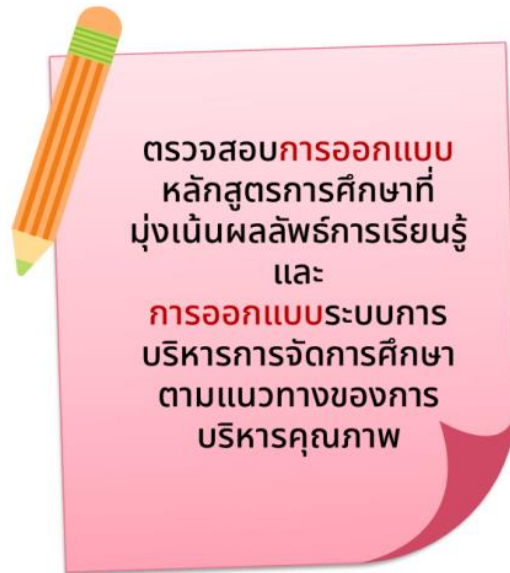 ตรวจสอบการออกแบบ
หลักสูตรการศึกษาที่
มุ่งเน้นผลลัพธ์การเรียนรู้
และ
การออกแบบระบบการ
บริหารการจัดการศึกษา
ตามแนวทางของการ
บริหารคุณภาพ